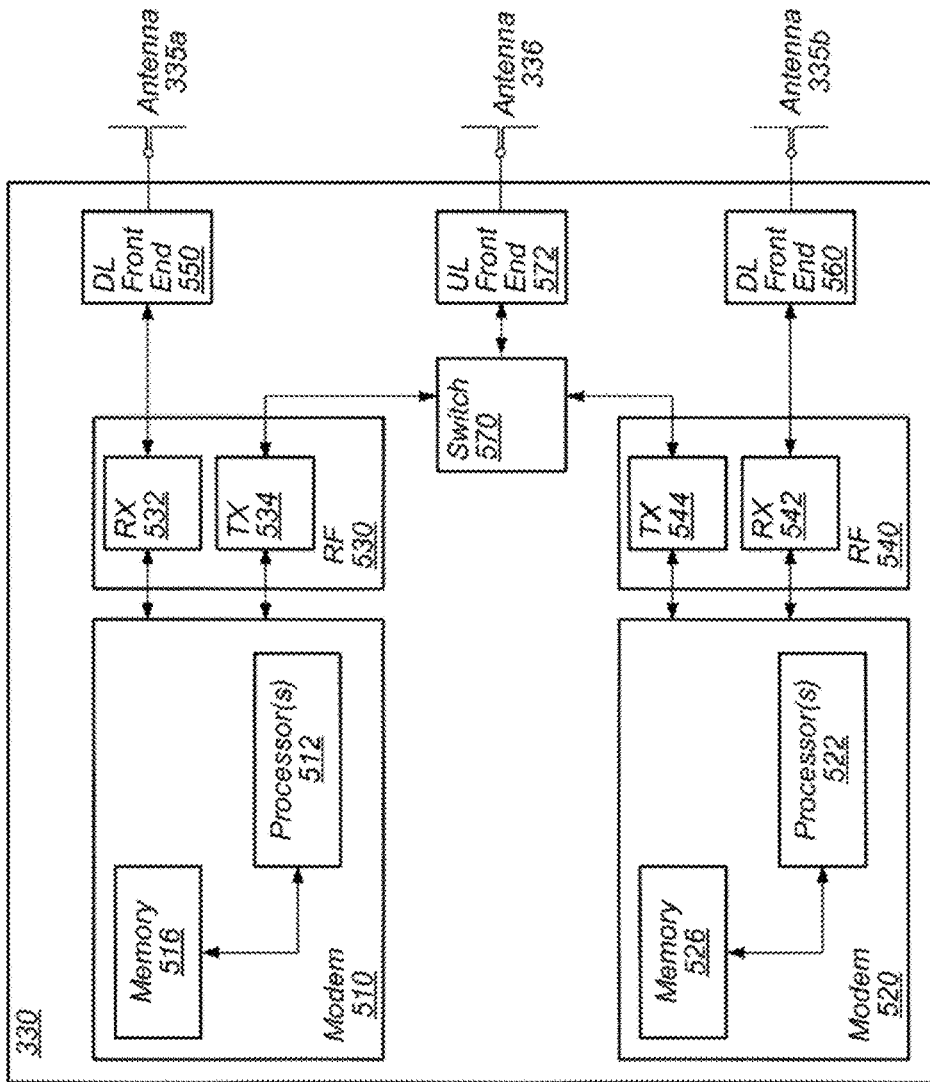 330
Antenna
335a
Antenna
336
Antenna
335b
DL
Front
End
550
UL
Front
End
572
DL
Front
End
560
Switch
570
RX
532
TX
534
RF
530
TX
544
RX
542
RF
540
Processor(s)
512
Memory
516
Modem
510
Processor(s)
522
Memory
526
Modem
520